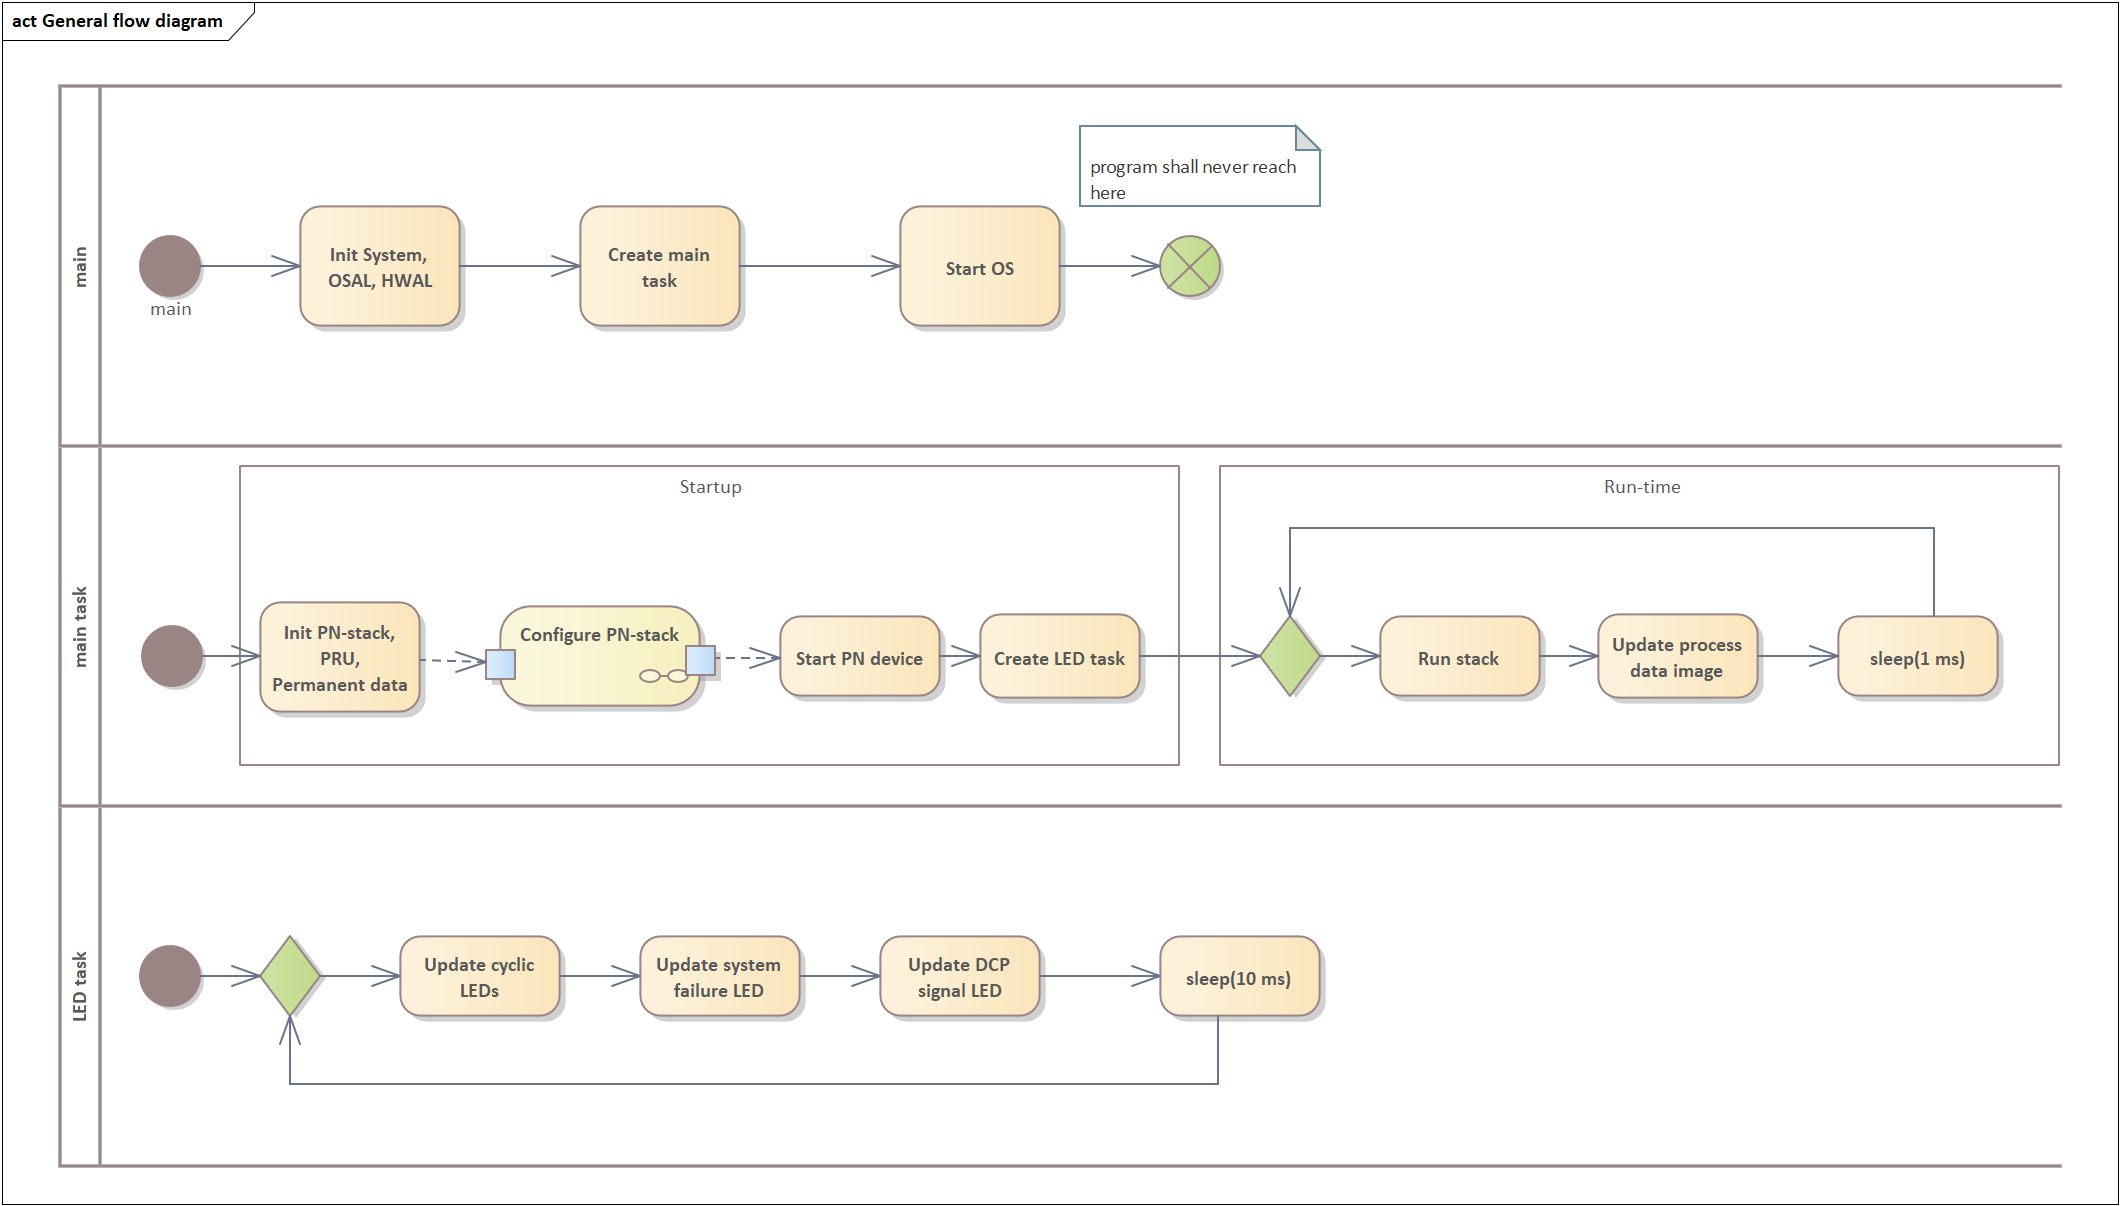 act General flow diagram
main
program shall never reach
here
Init System,
OSAL, HWAL
Create main
task
Start OS
main
main task
Startup
Run-time
Init PN-stack,
PRU,
Permanent data
Configure PN-stack
Start PN device
Create LED task
Run stack
Update process
data image
sleep(1 ms)
LED task
Update cyclic
LEDs
Update system
failure LED
Update DCP
signal LED
sleep(10 ms)